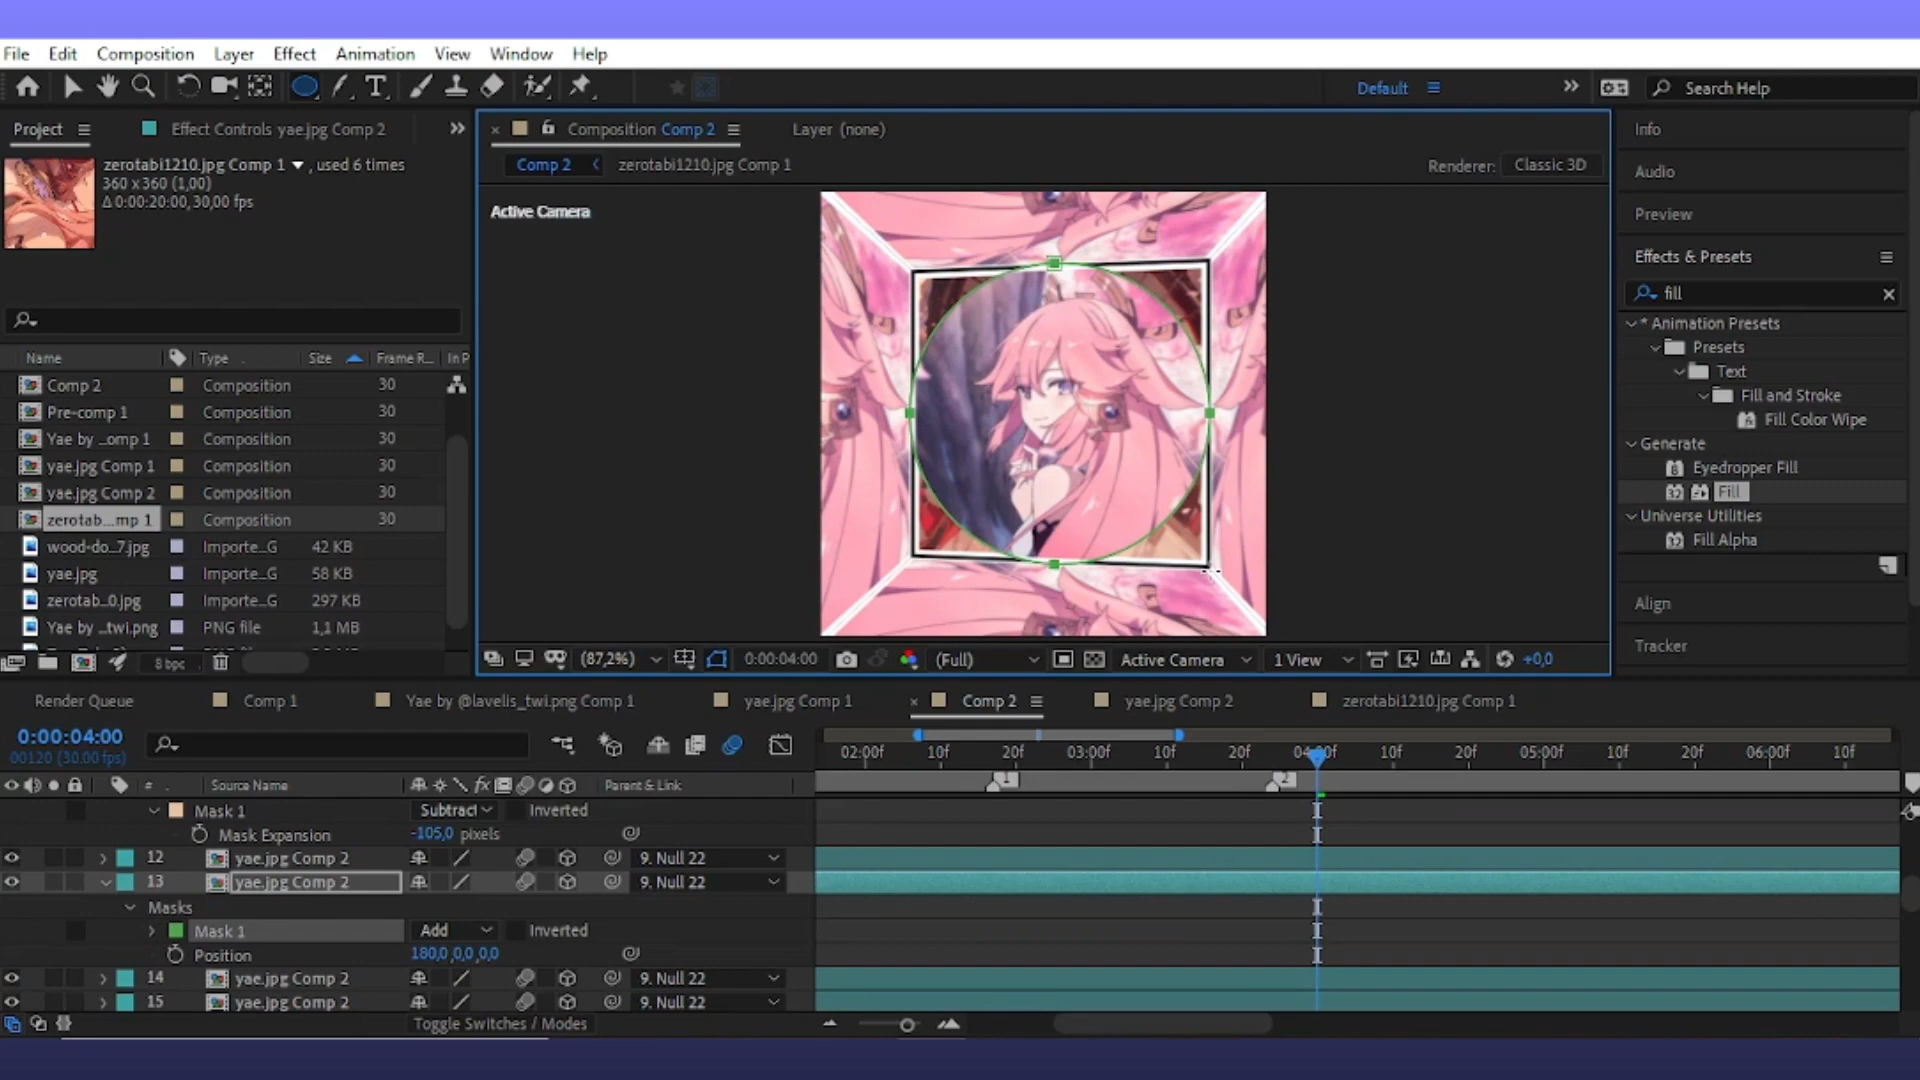 File Edit Composition Layer Effect Animation View Window Help
Default Search Help
Project Effect Controls yae.jpg Comp 2
zerotabi1210.jpg Comp 1 , used 6 times
360 x 360 (1,00)
Δ 0:00:20:00, 30,00 fps
Name Type Size Frame R... In P
Comp 2 Composition 30
Pre-comp 1 Composition 30
Yae by _omp 1 Composition 30
yae.jpg Comp 1 Composition 30
yae.jpg Comp 2 Composition 30
zerotab...mp 1 Composition 30
wood-do_7.jpg Importe_G 42 KB
yae.jpg Importe_G 58 KB
zerotab_0.jpg Importe_G 297 KB
Yae by _twi.png PNG file 1,1 MB
8 bpc
Composition Comp 2 Layer (none)
Comp 2 zerotabi1210.jpg Comp 1 Renderer: Classic 3D
Active Camera
(87,2%) 0:00:04:00 (Full) Active Camera 1 View +0,0
Info
Audio
Preview
Effects & Presets
fill
* Animation Presets
Presets
Text
Fill and Stroke
Fill Color Wipe
Generate
Eyedropper Fill
Fill
Universe Utilities
Fill Alpha
Align
Tracker
Render Queue Comp 1 Yae by @lavelis_twi.png Comp 1 yae.jpg Comp 1 Comp 2 yae.jpg Comp 2 zerotabi1210.jpg Comp 1
0:00:04:00
00120 (30.00 fps)
02:00f 10f 20f 03:00f 10f 20f 04:00f 10f 20f 05:00f 10f 20f 06:00f 10f
# Source Name Parent & Link
1 2
Mask 1 Subtract Inverted
Mask Expansion -105,0 pixels
12 yae.jpg Comp 2 9. Null 22
13 yae.jpg Comp 2 9. Null 22
Masks
Mask 1 Add Inverted
Position 180,0,0,0,0,0
14 yae.jpg Comp 2 9. Null 22
15 yae.jpg Comp 2 9. Null 22
Toggle Switches / Modes